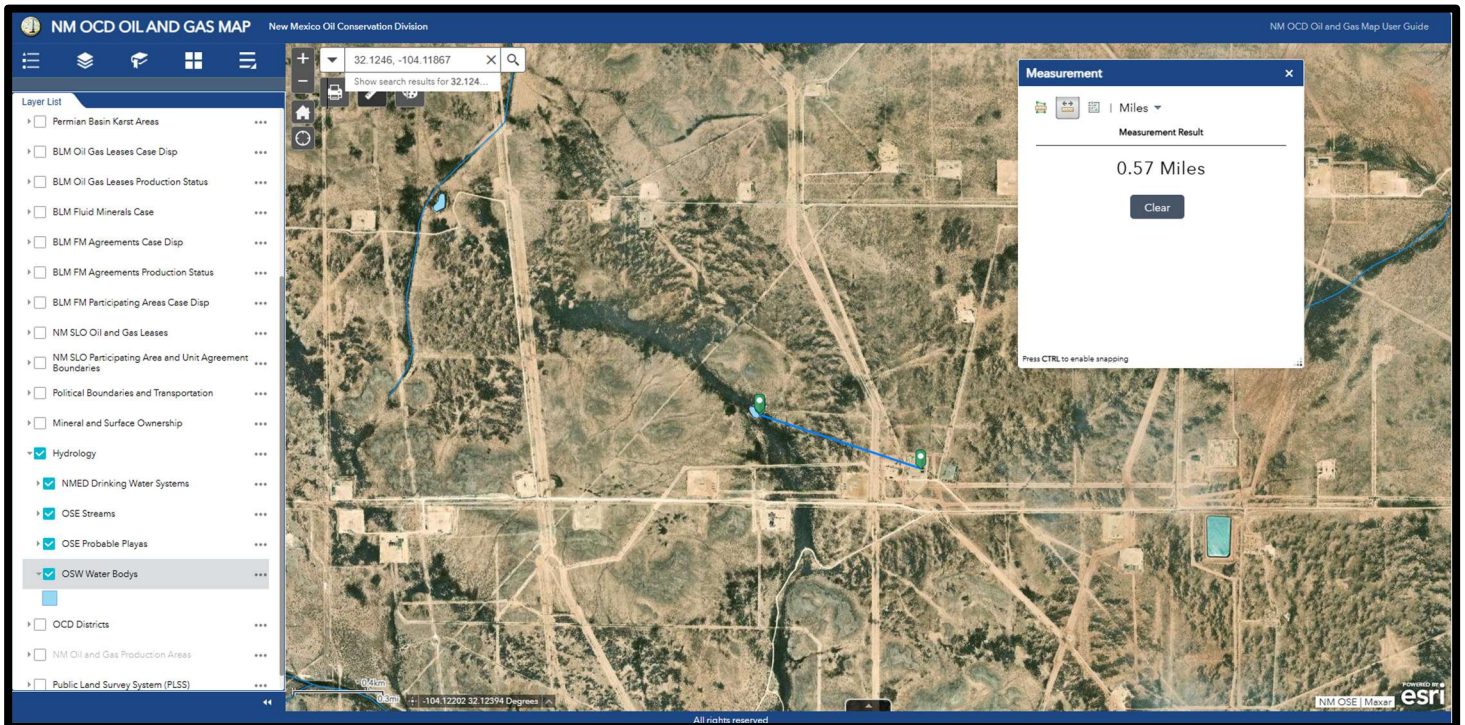 NM OCD OIL AND GAS MAP
New Mexico Oil Conservation Division
NM OCD Oil and Gas Map User Guide
Layer List
Permian Basin Karst Areas
BLM Oil Gas Leases Case Disp
BLM Oil Gas Leases Production Status
BLM Fluid Minerals Case
BLM FM Agreements Case Disp
BLM FM Agreements Production Status
BLM FM Participating Areas Case Disp
NM SLO Oil and Gas Leases
NM SLO Participating Area and Unit Agreement
Boundaries
Political Boundaries and Transportation
Mineral and Surface Ownership
Hydrology
NMED Drinking Water Systems
OSE Streams
OSE Probable Playas
OSW Water Bodys
OCD Districts
NM Oil and Gas Production Areas
Public Land Survey System (PLSS)
32.1246, -104.11867
Show search results for 32.124...
Measurement
Miles
Measurement Result
0.57 Miles
Clear
Press CTRL to enable snapping
0.4km
0.3mi
-104.12202 32.12394 Degrees
NM OSE | Maxar
POWERED BY
esri
All rights reserved